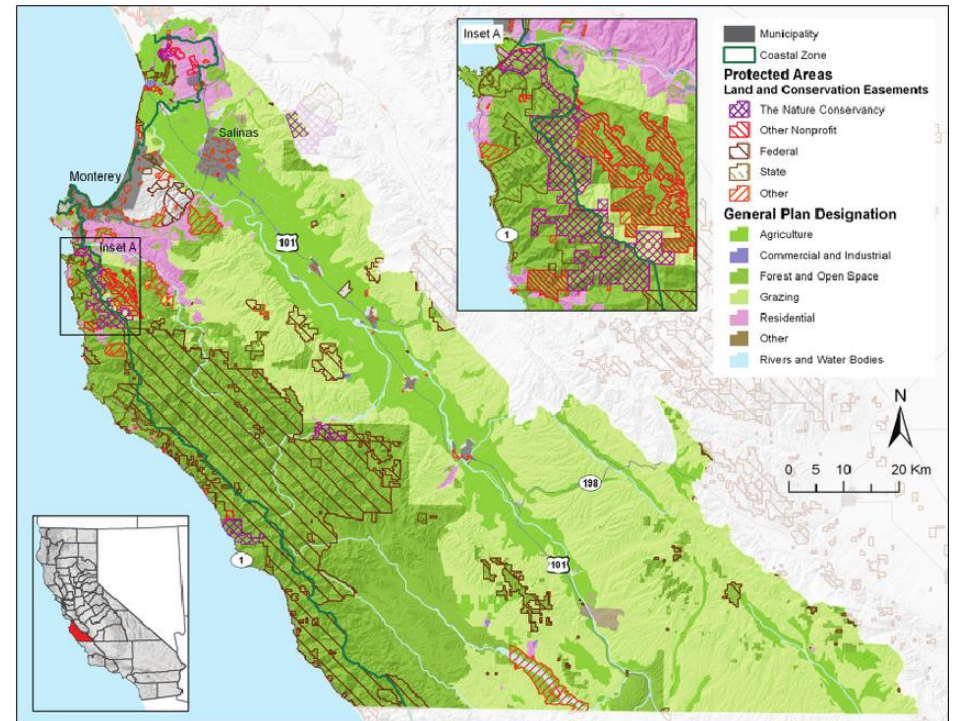 Inset A
Municipality
Coastal Zone
Protected Areas
Land and Conservation Easements
The Nature Conservancy
Other Nonprofit
Federal
State
Other
General Plan Designation
Agriculture
Commercial and Industrial
Forest and Open Space
Grazing
Residential
Other
Rivers and Water Bodies
1
Salinas
Monterey
101
Inset A
N
0 5 10 20 Km
198
1
101